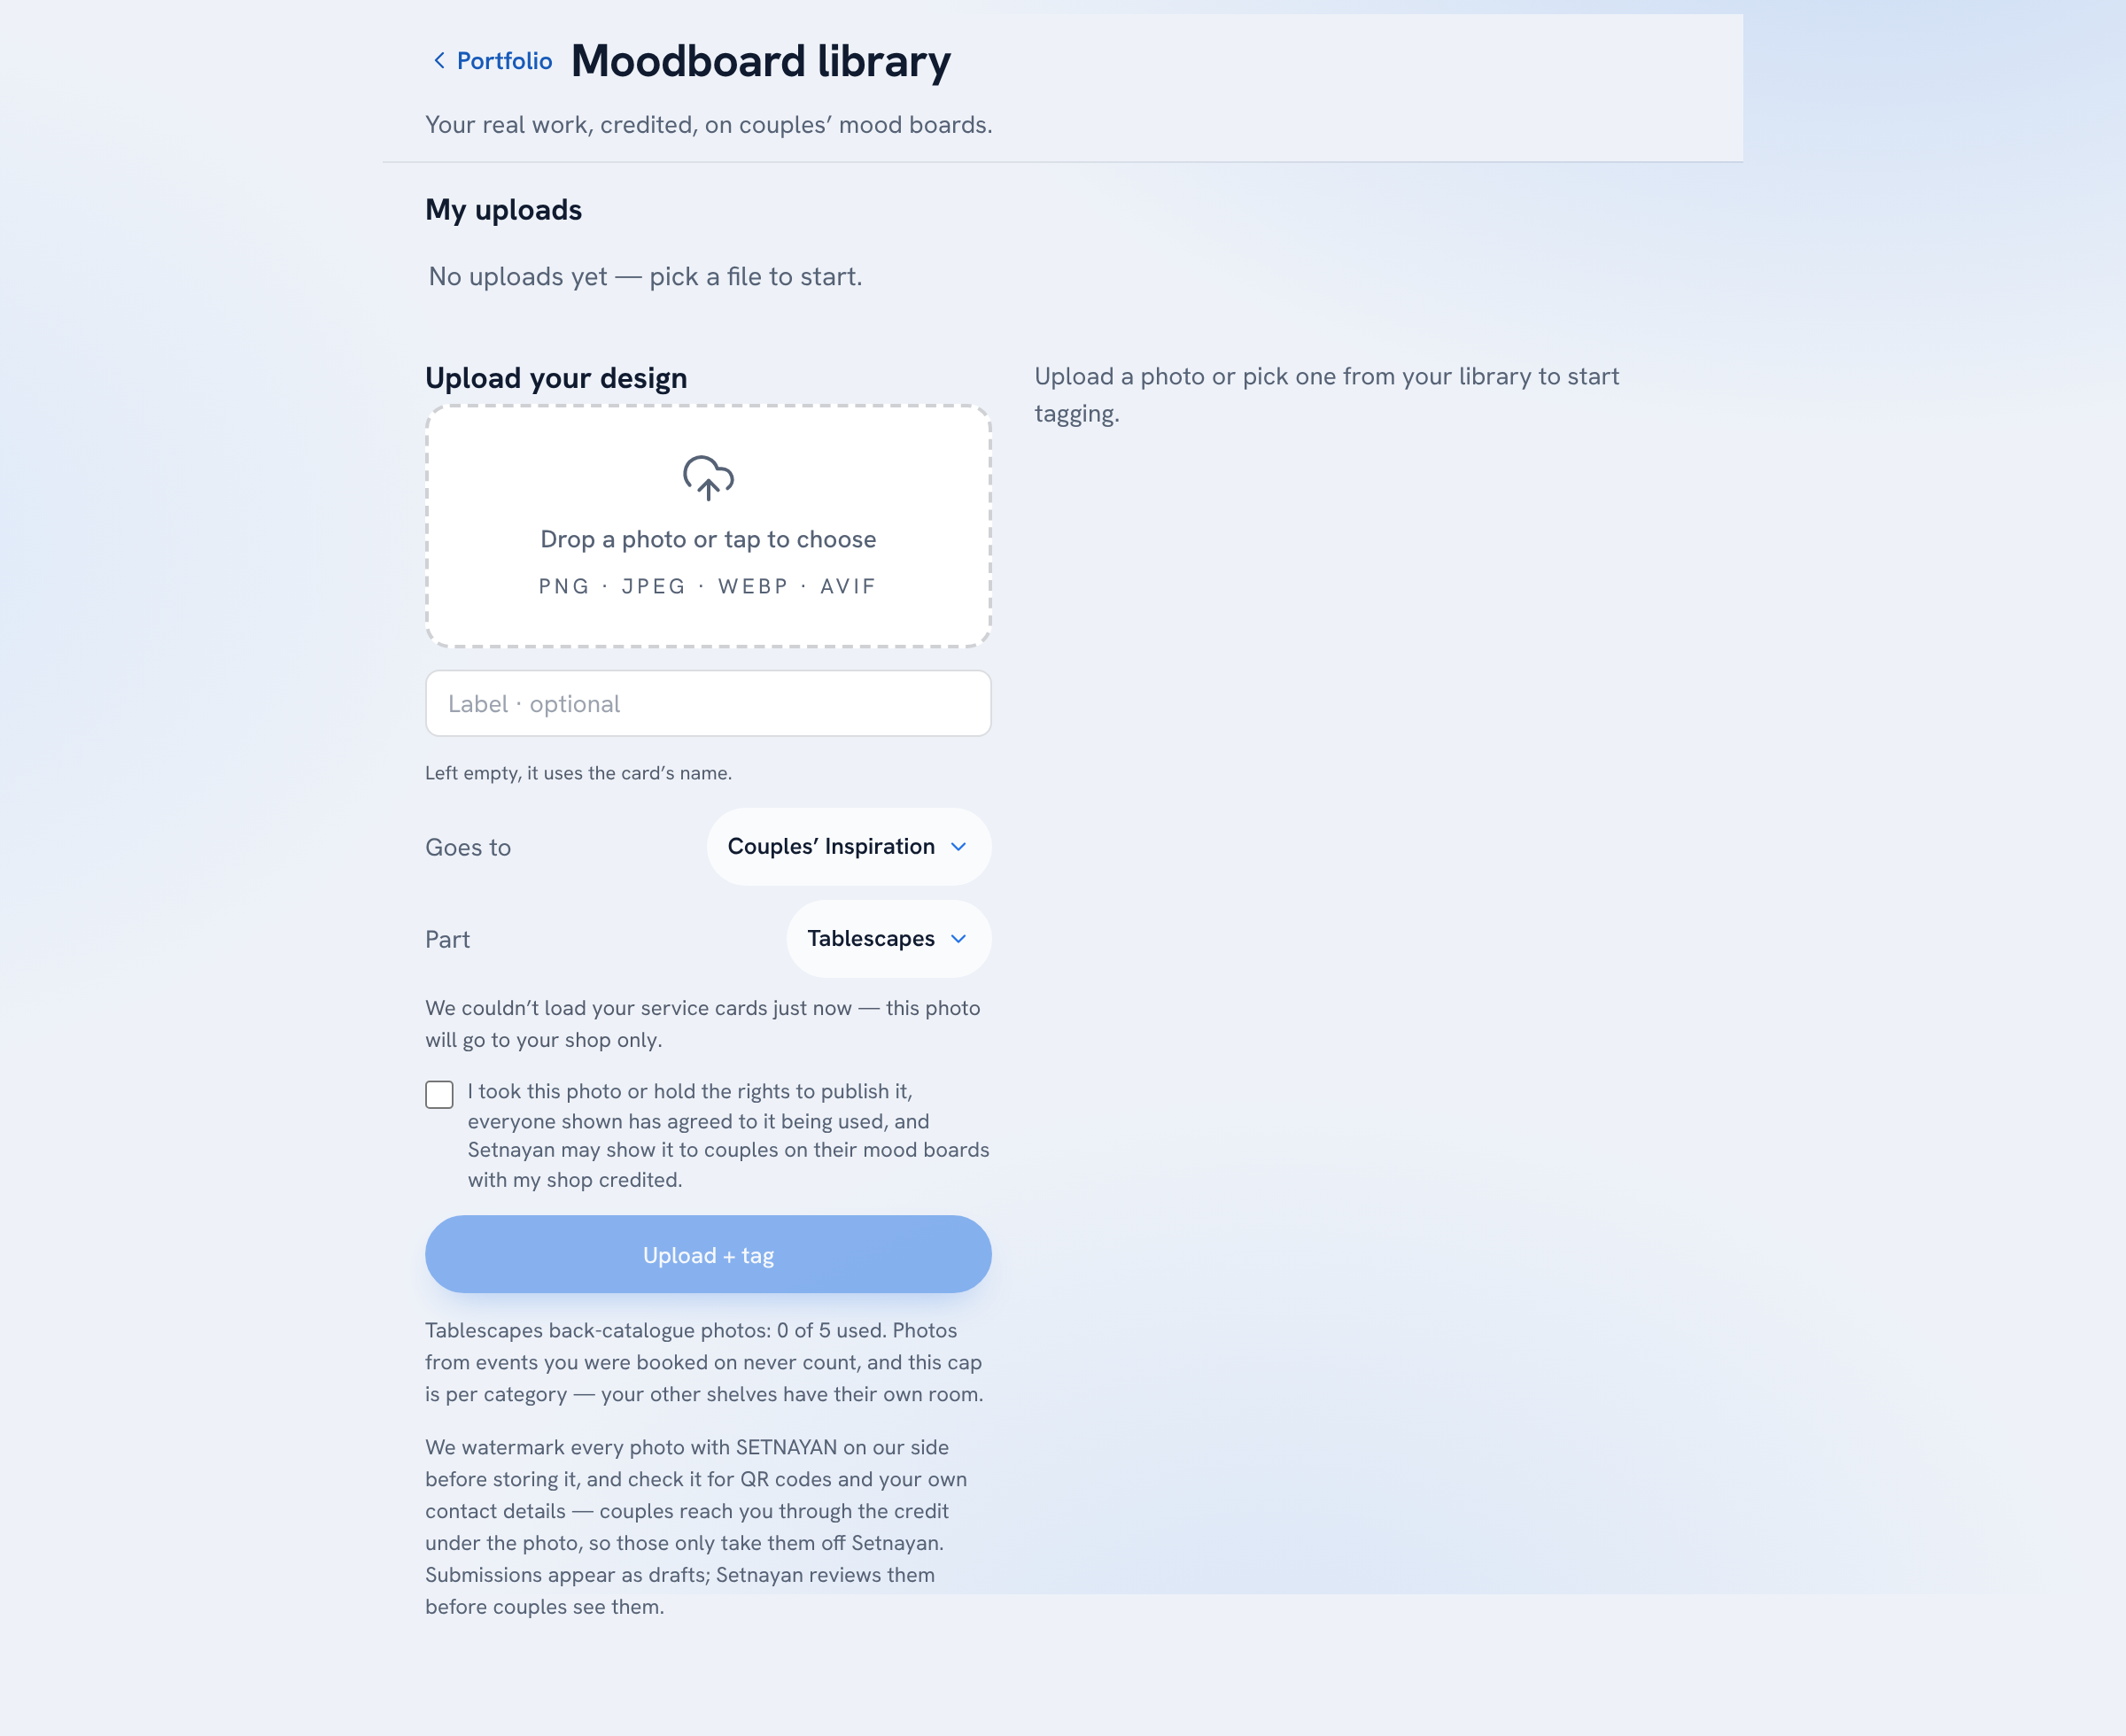 Portfolio Moodboard library
Your real work, credited, on couples’ mood boards.
My uploads
No uploads yet — pick a file to start.
Upload your design
Drop a photo or tap to choose
PNG · JPEG · WEBP · AVIF
Label · optional
Left empty, it uses the card’s name.
Goes to Couples’ Inspiration
Part Tablescapes
We couldn’t load your service cards just now — this photo
will go to your shop only.
I took this photo or hold the rights to publish it,
everyone shown has agreed to it being used, and
Setnayan may show it to couples on their mood boards
with my shop credited.
Upload + tag
Tablescapes back-catalogue photos: 0 of 5 used. Photos
from events you were booked on never count, and this cap
is per category — your other shelves have their own room.
We watermark every photo with SETNAYAN on our side
before storing it, and check it for QR codes and your own
contact details — couples reach you through the credit
under the photo, so those only take them off Setnayan.
Submissions appear as drafts; Setnayan reviews them
before couples see them.
Upload a photo or pick one from your library to start
tagging.